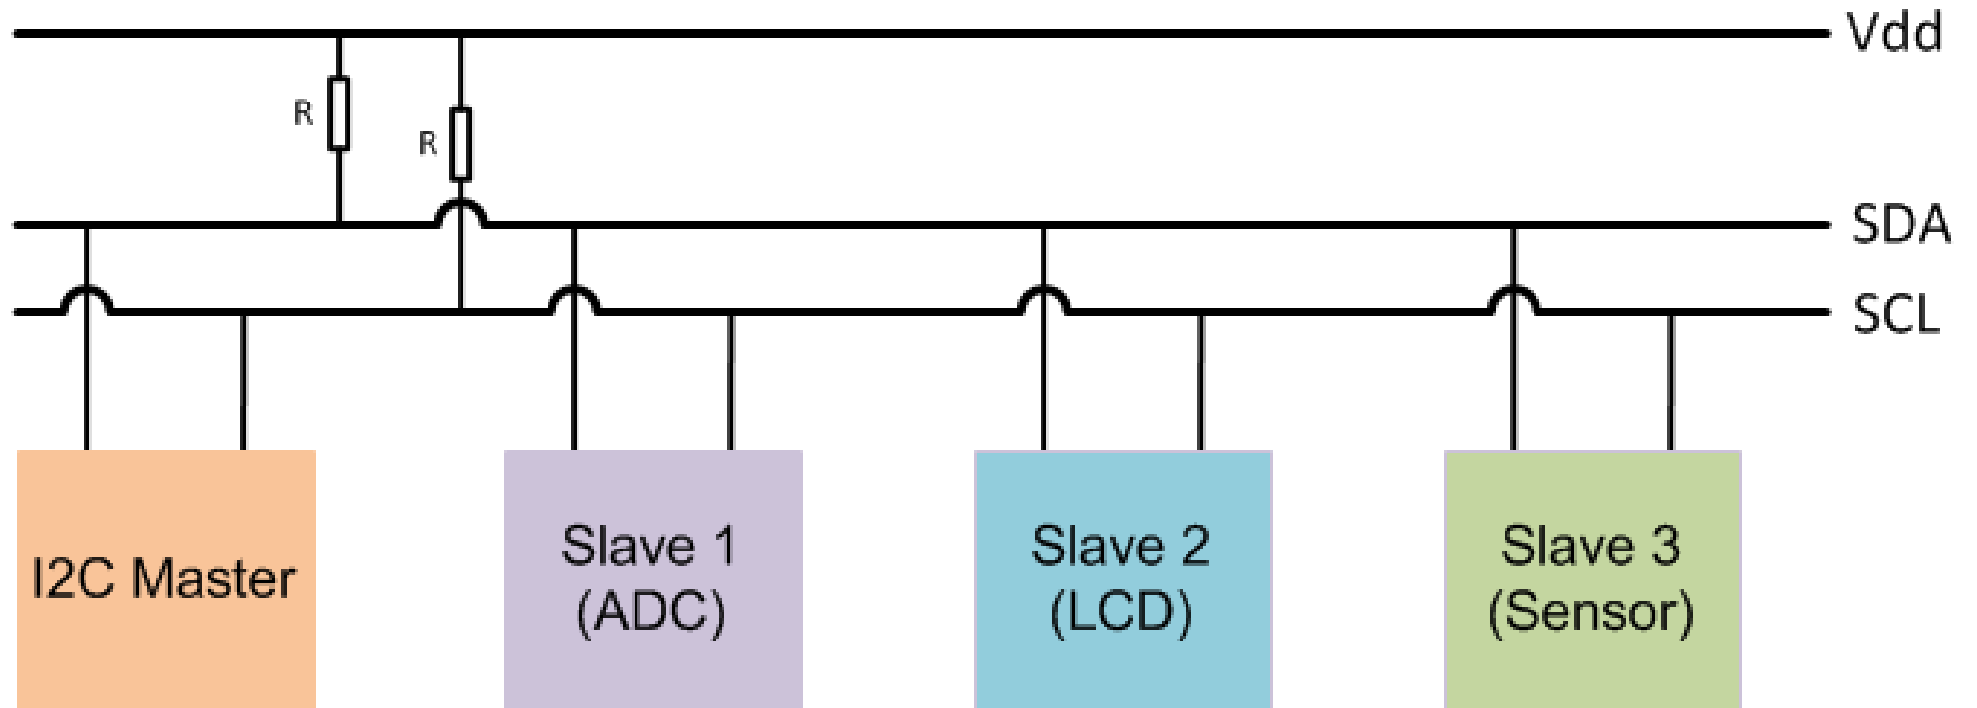 Vdd
R
R
SDA
SCL
I2C Master
Slave 1
(ADC)
Slave 2
(LCD)
Slave 3
(Sensor)